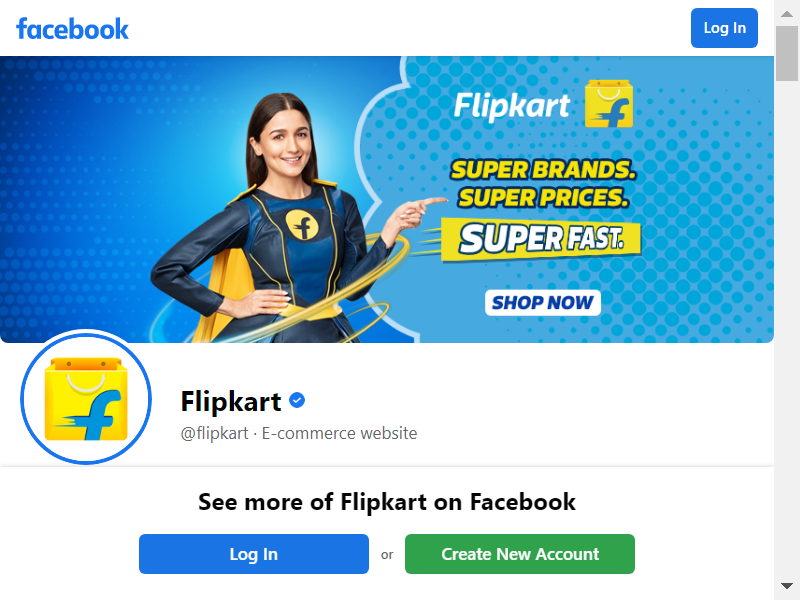 facebook
Log In
Flipkart
SUPER BRANDS.
SUPER PRICES.
SUPER FAST.
SHOP NOW
Flipkart
@flipkart · E-commerce website
See more of Flipkart on Facebook
Log In
or
Create New Account